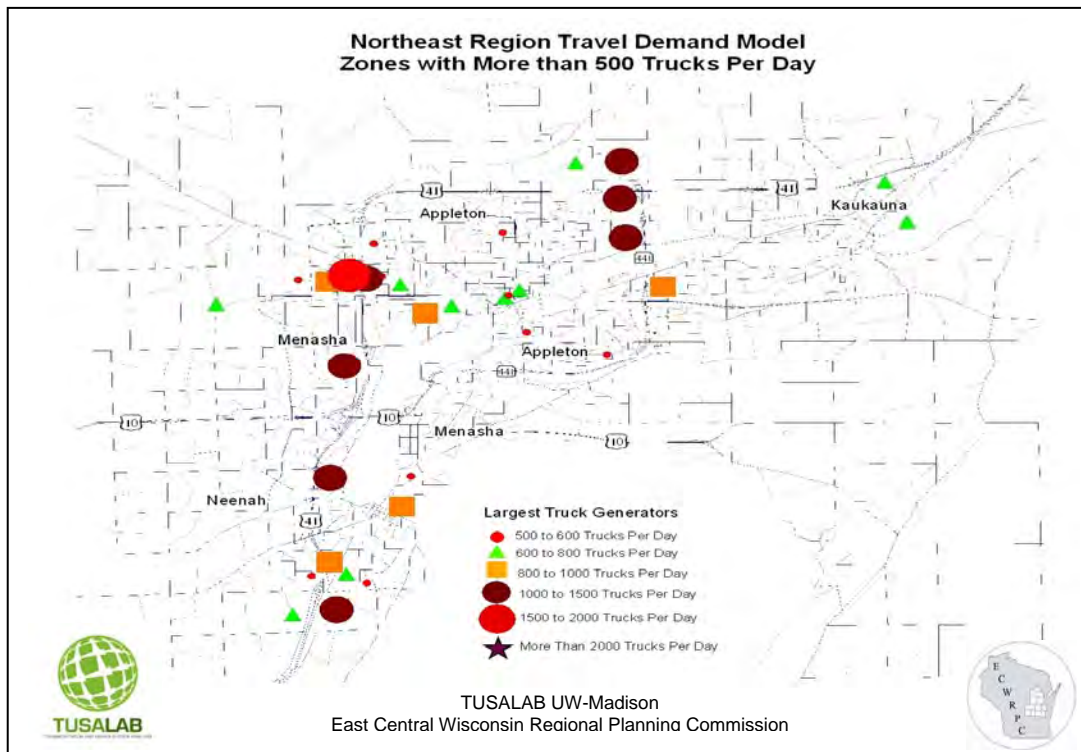 Northeast Region Travel Demand Model
Zones with More than 500 Trucks Per Day
41
41
Kaukauna
Appleton
441
Menasha
Appleton
441
10
10
Menasha
10
Neenah
41
Largest Truck Generators
500 to 600 Trucks Per Day
600 to 800 Trucks Per Day
800 to 1000 Trucks Per Day
1000 to 1500 Trucks Per Day
1500 to 2000 Trucks Per Day
More Than 2000 Trucks Per Day
TUSALAB
TUSALAB UW-Madison
East Central Wisconsin Regional Planning Commission
E
C
W
R
P
C